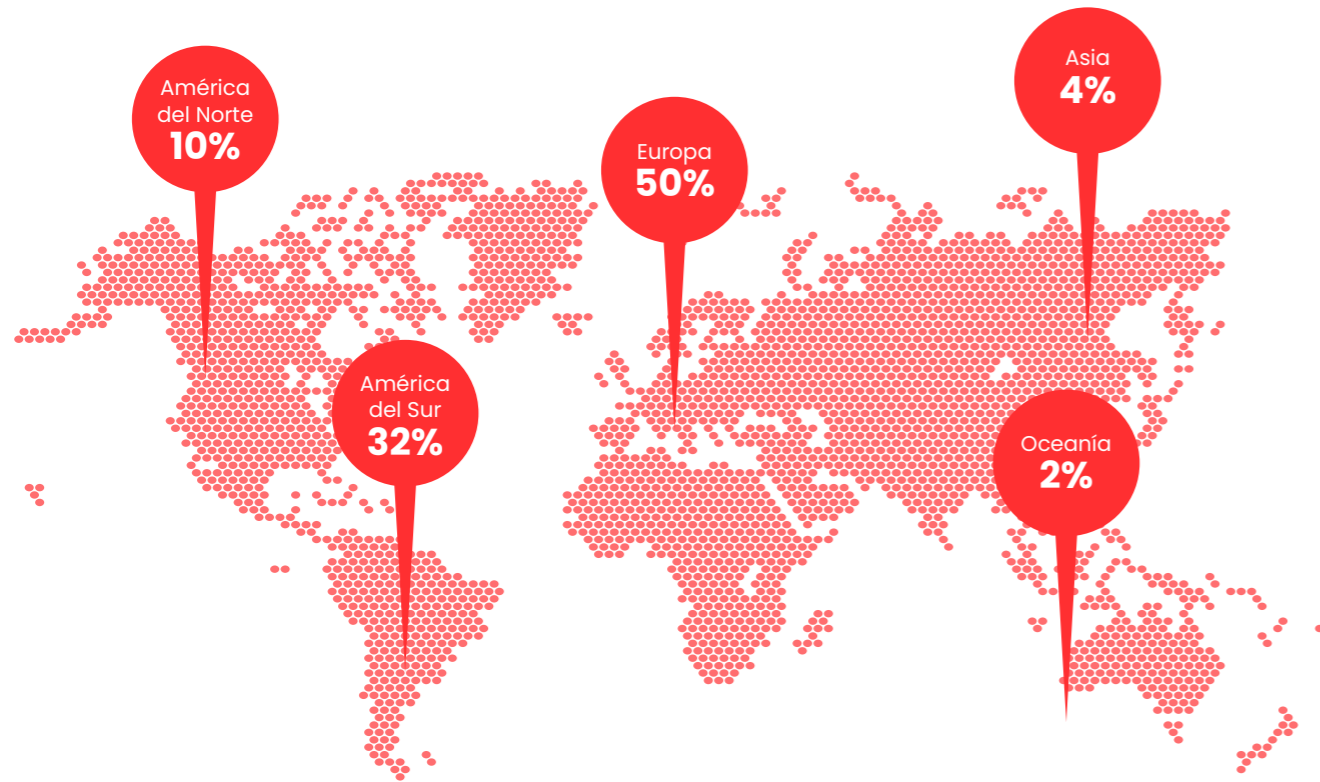 América
del Norte
10%
Europa
50%
Asia
4%
América
del Sur
32%
Oceanía
2%